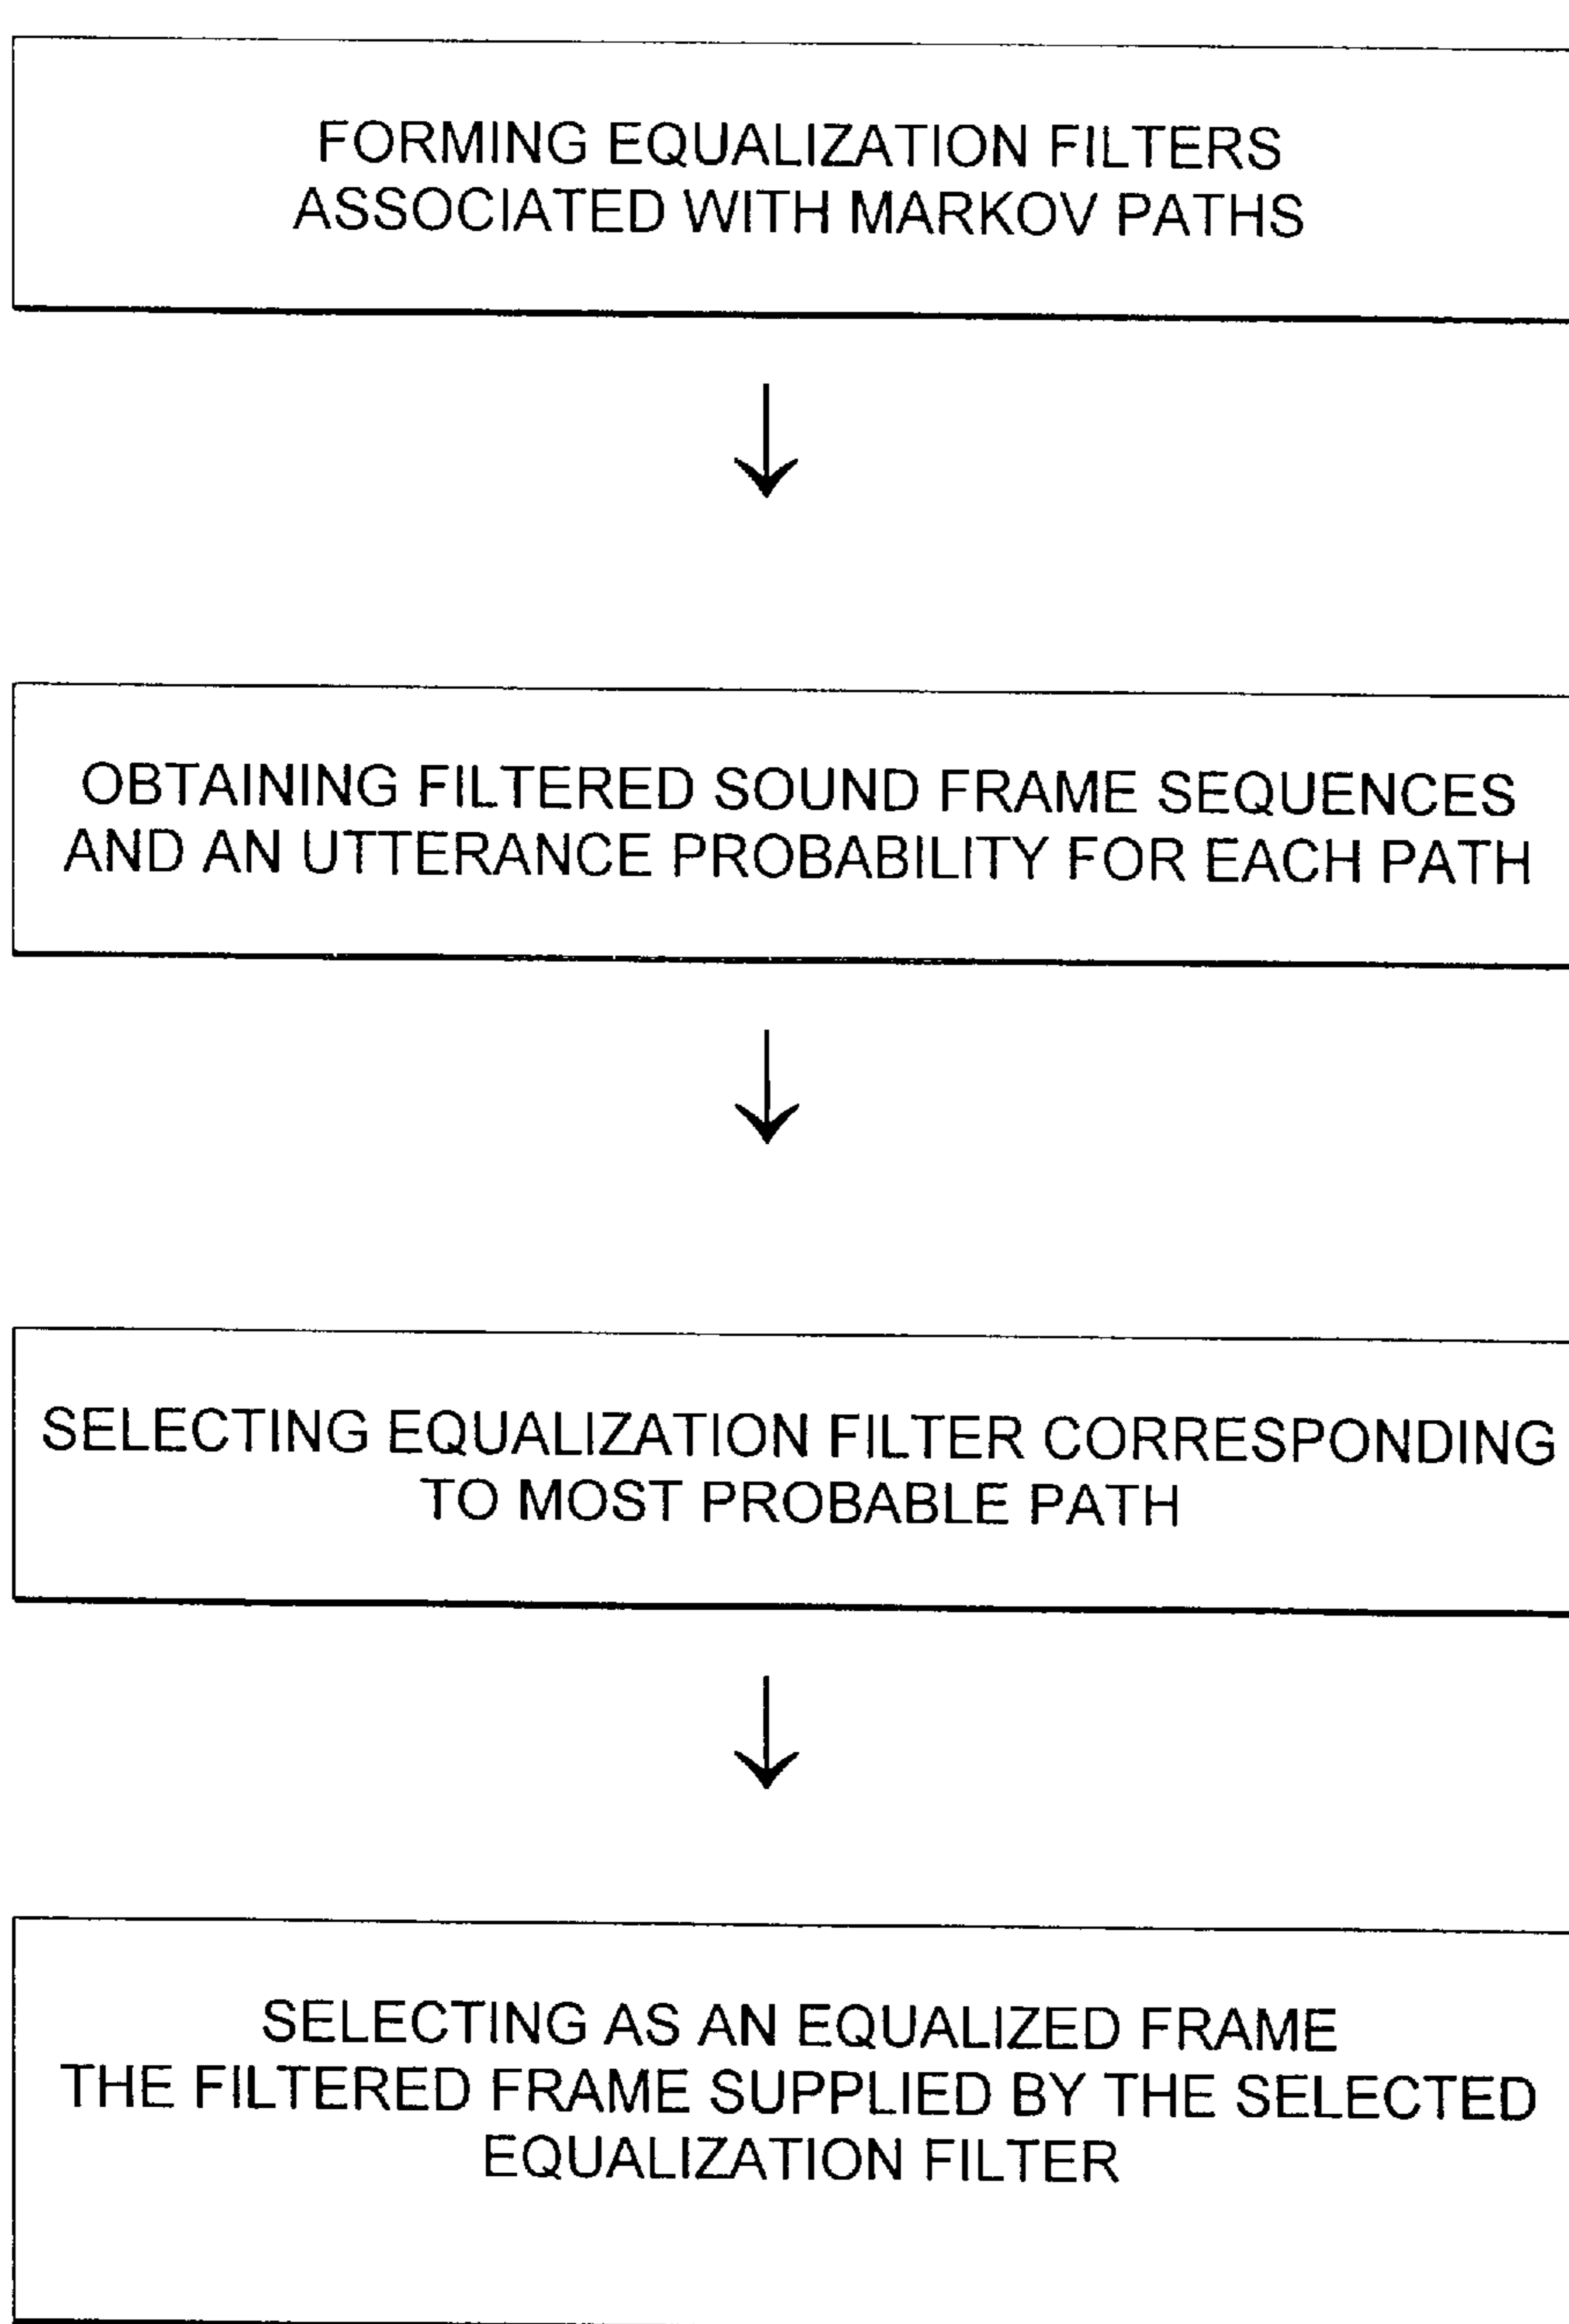 FORMING EQUALIZATION FILTERS
ASSOCIATED WITH MARKOV PATHS
OBTAINING FILTERED SOUND FRAME SEQUENCES
AND AN UTTERANCE PROBABILITY FOR EACH PATH
SELECTING EQUALIZATION FILTER CORRESPONDING
TO MOST PROBABLE PATH
SELECTING AS AN EQUALIZED FRAME
THE FILTERED FRAME SUPPLIED BY THE SELECTED
EQUALIZATION FILTER